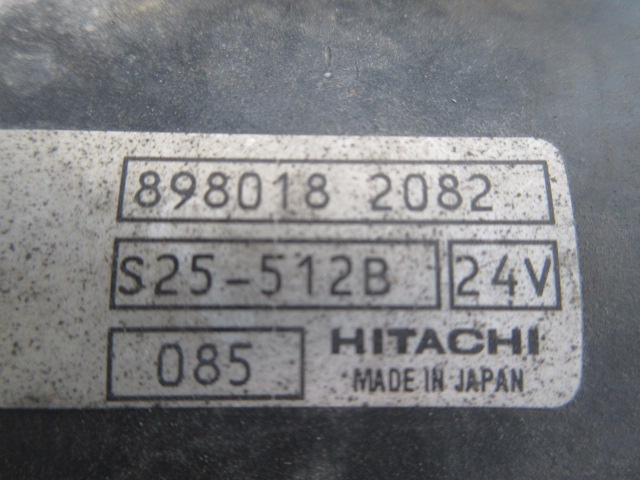 898018 2082
S25-512B 24V
085 HITACHI
MADE IN JAPAN